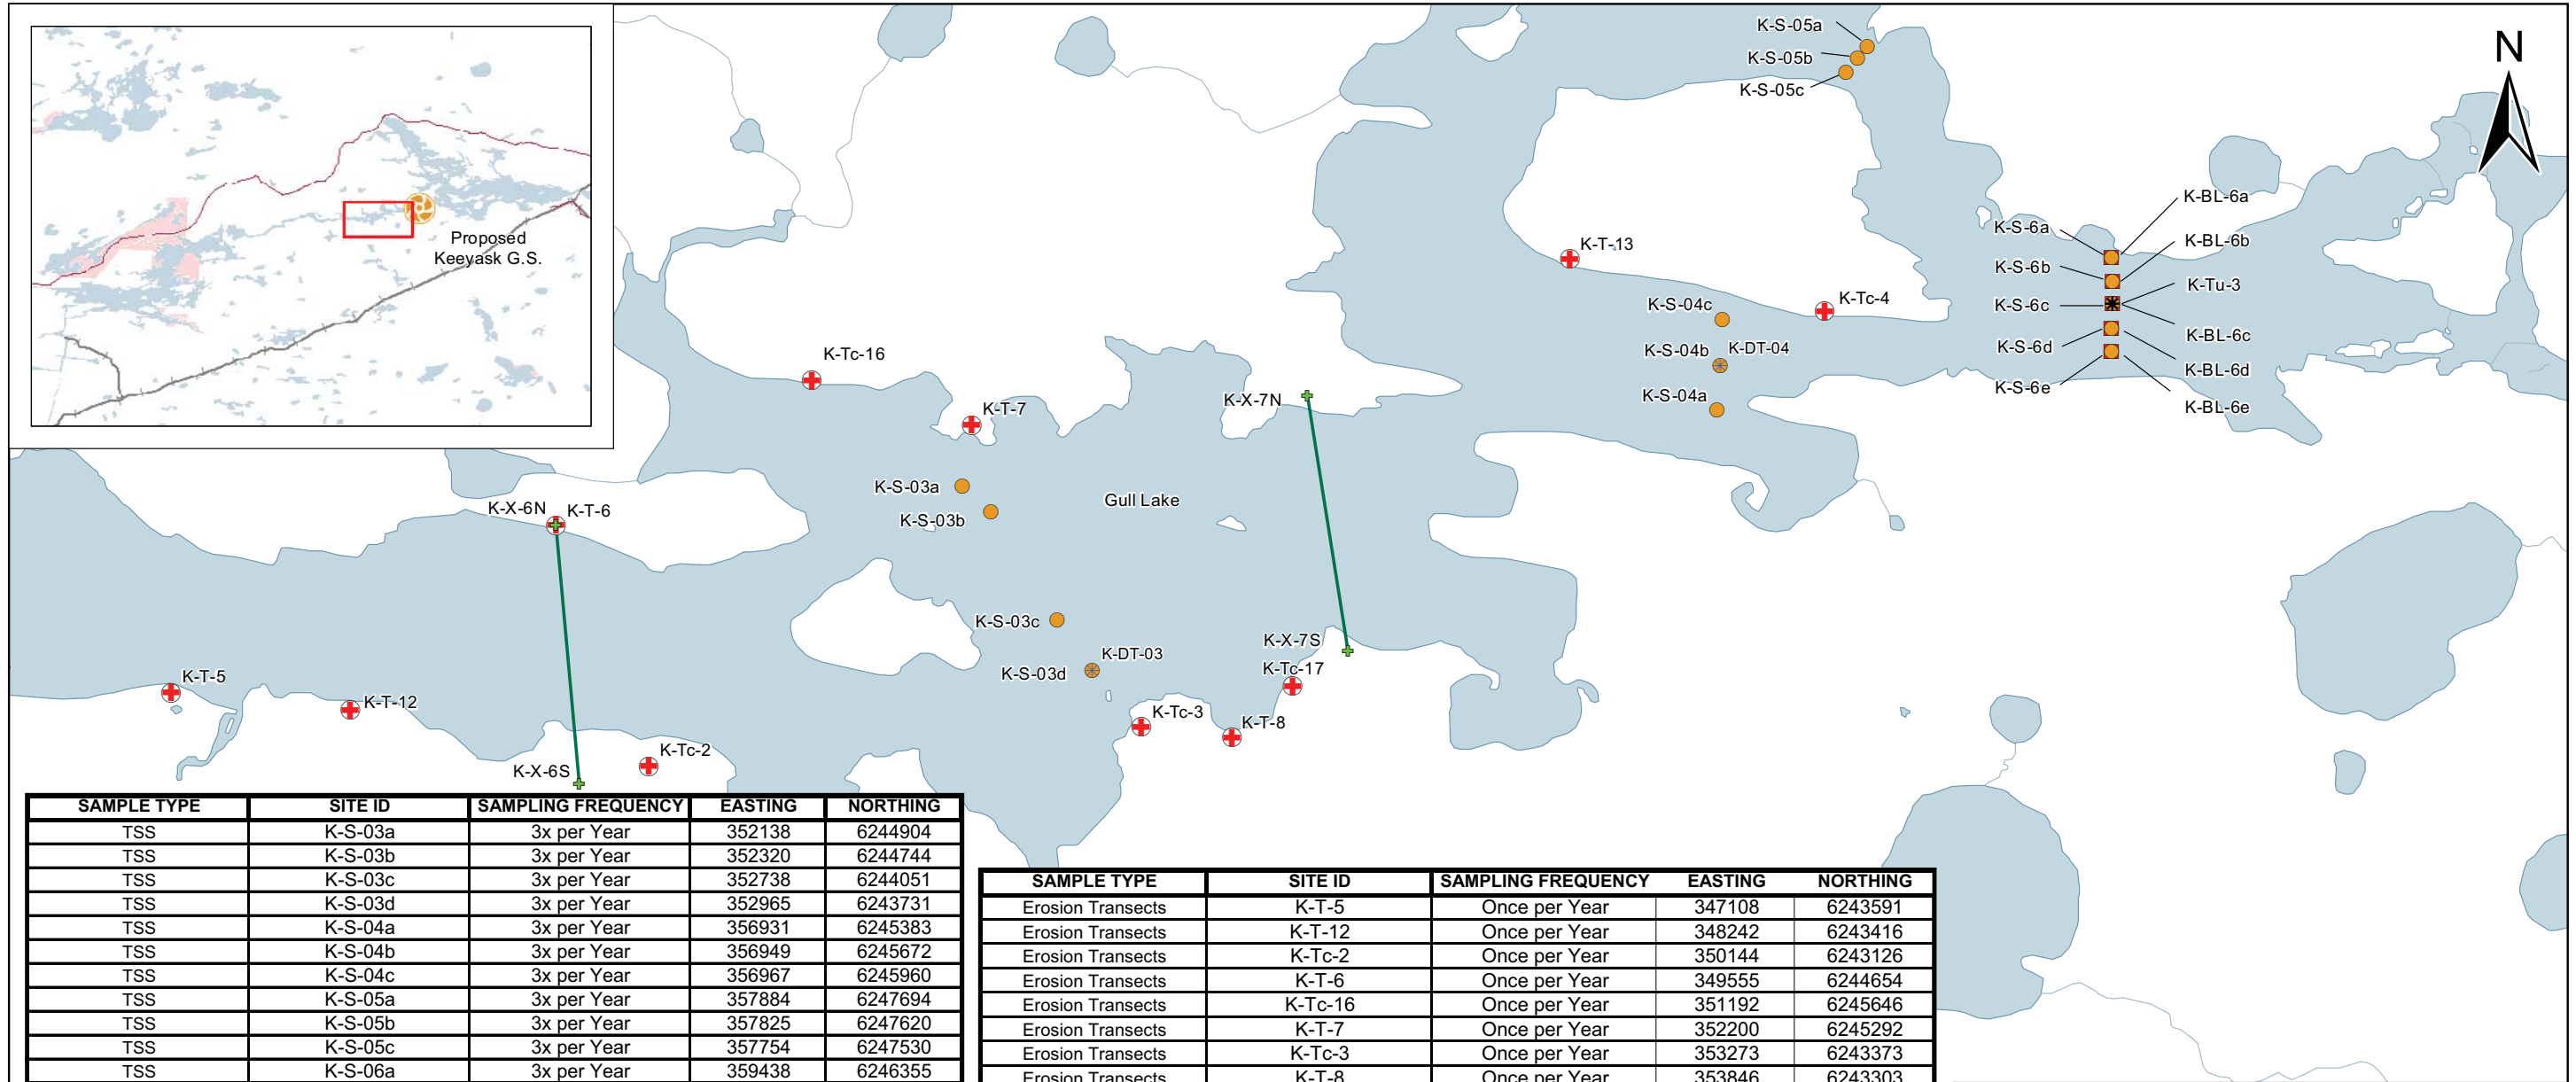 K-S-05a
K-S-05b
K-S-05c
N
Proposed
Keeyask G.S.
K-BL-6a
K-S-6a
K-BL-6b
K-T-13
K-S-6b
K-Tu-3
K-Tc-4
K-S-04c
K-S-6c
K-BL-6c
K-S-6d
K-S-04b
K-DT-04
K-Tc-16
K-BL-6d
K-S-6e
K-S-04a
K-X-7N
K-BL-6e
K-T-7
K-S-03a
Gull Lake
K-X-6N
K-T-6
K-S-03b
K-S-03c
K-X-7S
K-DT-03
K-Tc-17
K-S-03d
K-T-5
K-T-12
K-Tc-3
K-T-8
K-Tc-2
K-X-6S
SAMPLE TYPE SITE ID SAMPLING FREQUENCY EASTING NORTHING
TSS K-S-03a 3x per Year 352138 6244904
TSS K-S-03b 3x per Year 352320 6244744
TSS K-S-03c 3x per Year 352738 6244051
TSS K-S-03d 3x per Year 352965 6243731
TSS K-S-04a 3x per Year 356931 6245383
TSS K-S-04b 3x per Year 356949 6245672
TSS K-S-04c 3x per Year 356967 6245960
TSS K-S-05a 3x per Year 357884 6247694
TSS K-S-05b 3x per Year 357825 6247620
TSS K-S-05c 3x per Year 357754 6247530
TSS K-S-06a 3x per Year 359438 6246355
SAMPLE TYPE SITE ID SAMPLING FREQUENCY EASTING NORTHING
Erosion Transects K-T-5 Once per Year 347108 6243591
Erosion Transects K-T-12 Once per Year 348242 6243416
Erosion Transects K-Tc-2 Once per Year 350144 6243126
Erosion Transects K-T-6 Once per Year 349555 6244654
Erosion Transects K-Tc-16 Once per Year 351192 6245646
Erosion Transects K-T-7 Once per Year 352200 6245292
Erosion Transects K-Tc-3 Once per Year 353273 6243373
Erosion Transects K-T-8 Once per Year 353846 6243303